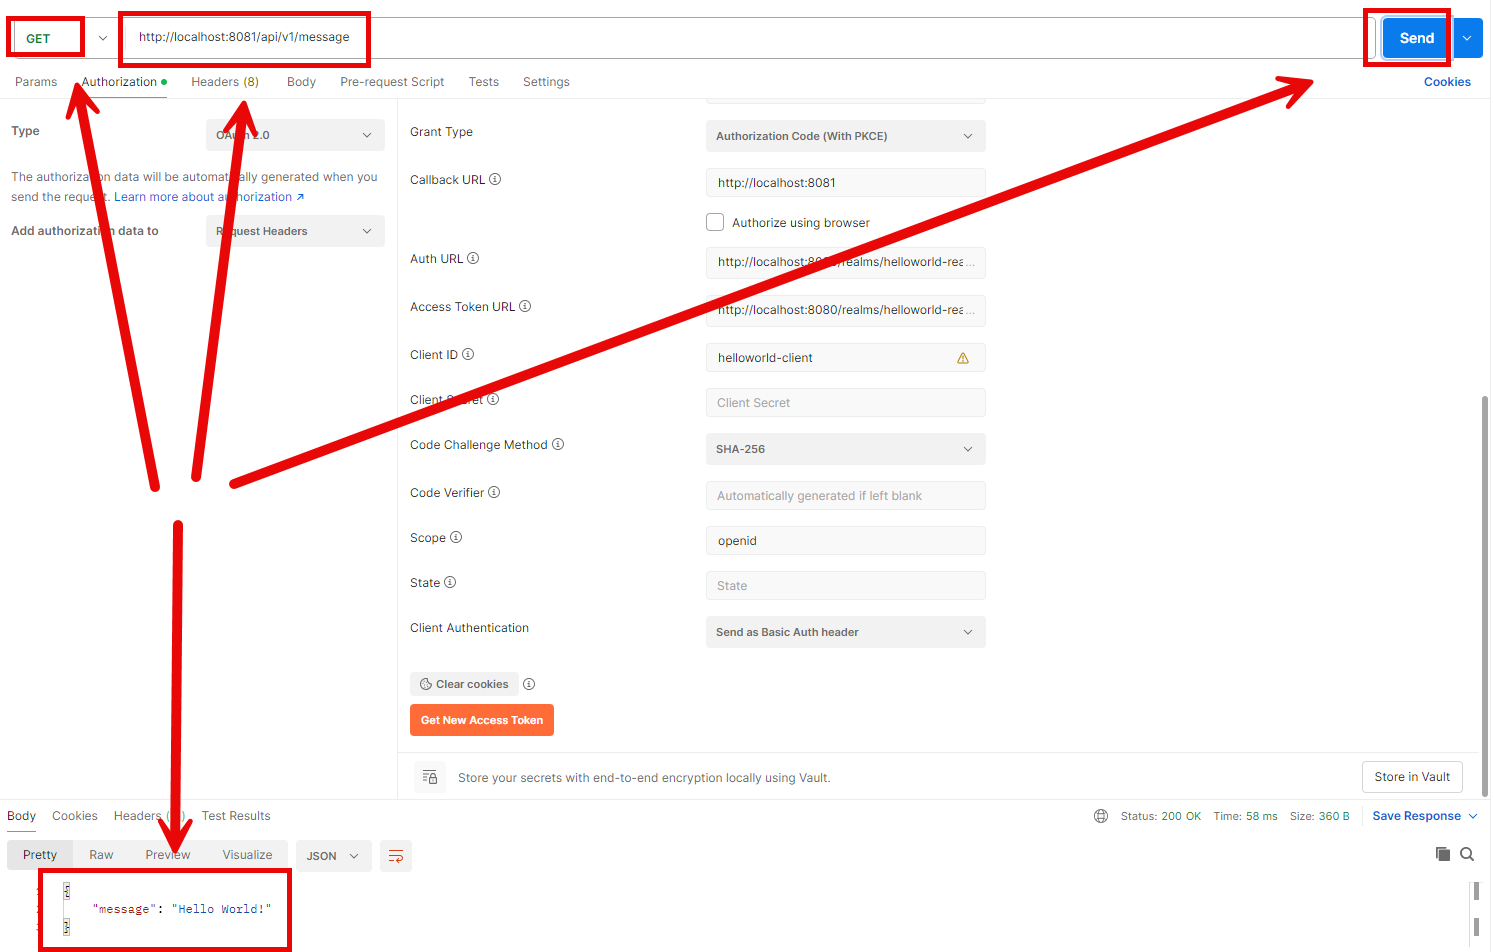 GET
http://localhost:8081/api/v1/message
Send
Params
Authorization
Headers (8)
Body
Pre-request Script
Tests
Settings
Cookies
Type
OAuth 2.0
The authorization data will be automatically generated when you
send the request. Learn more about authorization ↗
Add authorization data to
Request Headers
Grant Type
Authorization Code (With PKCE)
Callback URL
http://localhost:8081
Authorize using browser
Auth URL
http://localhost:8080/realms/helloworld-rea...
Access Token URL
http://localhost:8080/realms/helloworld-rea...
Client ID
helloworld-client
Client Secret
Client Secret
Code Challenge Method
SHA-256
Code Verifier
Automatically generated if left blank
Scope
openid
State
State
Client Authentication
Send as Basic Auth header
Clear cookies
Get New Access Token
Store your secrets with end-to-end encryption locally using Vault.
Store in Vault
Body
Cookies
Headers
Test Results
Status: 200 OK
Time: 58 ms
Size: 360 B
Save Response
Pretty
Raw
Preview
Visualize
JSON
{
"message": "Hello World!"
}